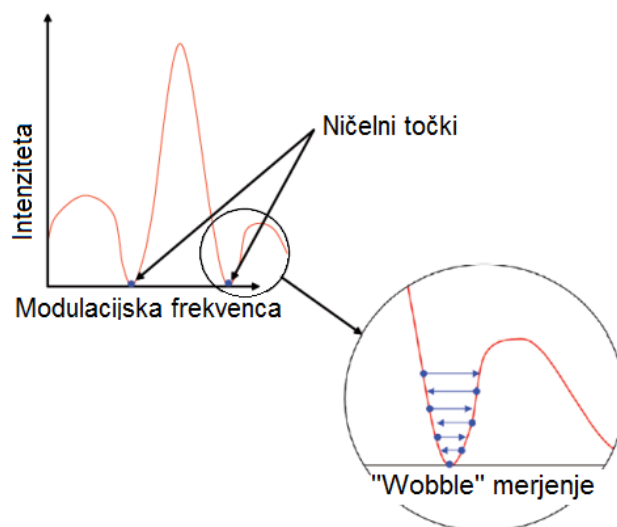 Intenziteta
Ničelni točki
Modulacijska frekvenca
"Wobble" merjenje